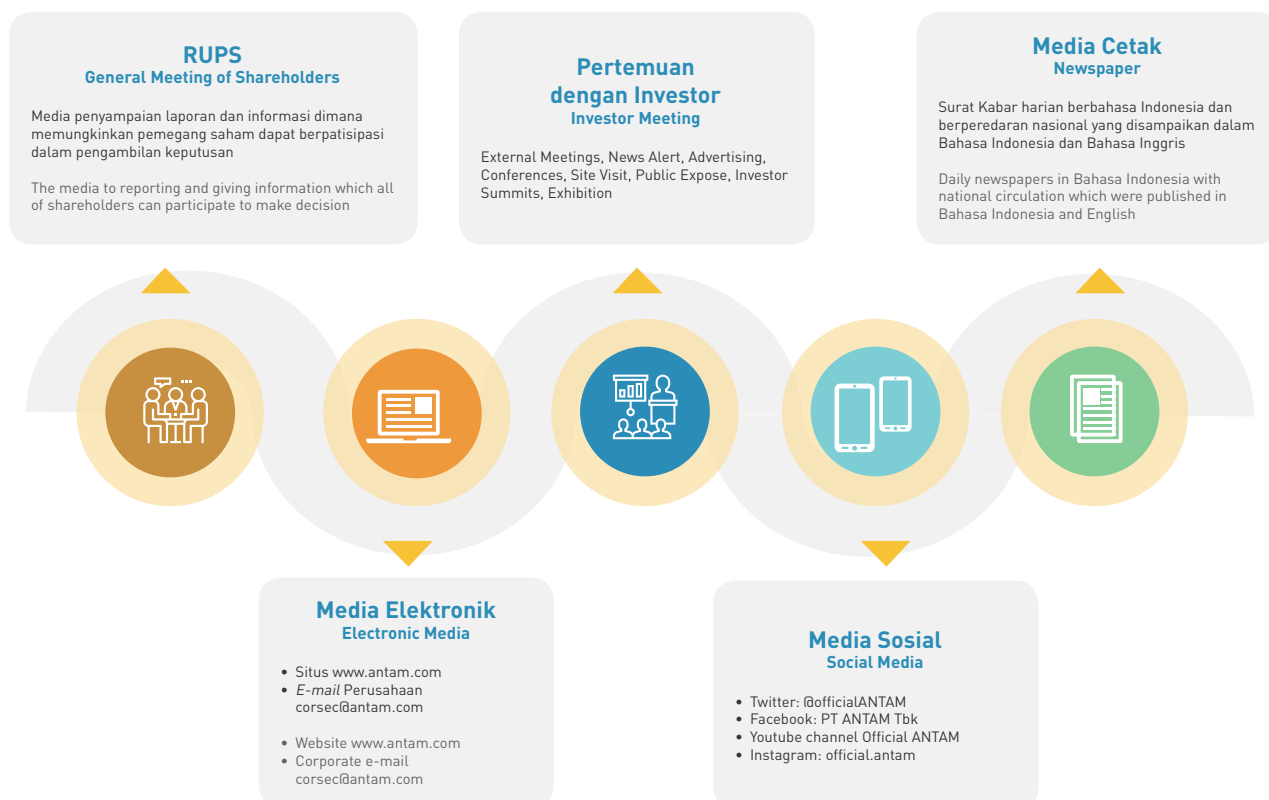 RUPS
General Meeting of Shareholders
Media penyampaian laporan dan informasi dimana
memungkinkan pemegang saham dapat berpatisipasi
dalam pengambilan keputusan
The media to reporting and giving information which all
of shareholders can participate to make decision
Pertemuan
dengan Investor
Investor Meeting
External Meetings, News Alert, Advertising,
Conferences, Site Visit, Public Expose, Investor
Summits, Exhibition
Media Cetak
Newspaper
Surat Kabar harian berbahasa Indonesia dan
berperedaran nasional yang disampaikan dalam
Bahasa Indonesia dan Bahasa Inggris
Daily newspapers in Bahasa Indonesia with
national circulation which were published in
Bahasa Indonesia and English
Media Elektronik
Electronic Media
• Situs www.antam.com
• E-mail Perusahaan
corsec@antam.com
• Website www.antam.com
• Corporate e-mail
corsec@antam.com
Media Sosial
Social Media
• Twitter: @officialANTAM
• Facebook: PT ANTAM Tbk
• Youtube channel Official ANTAM
• Instagram: official.antam